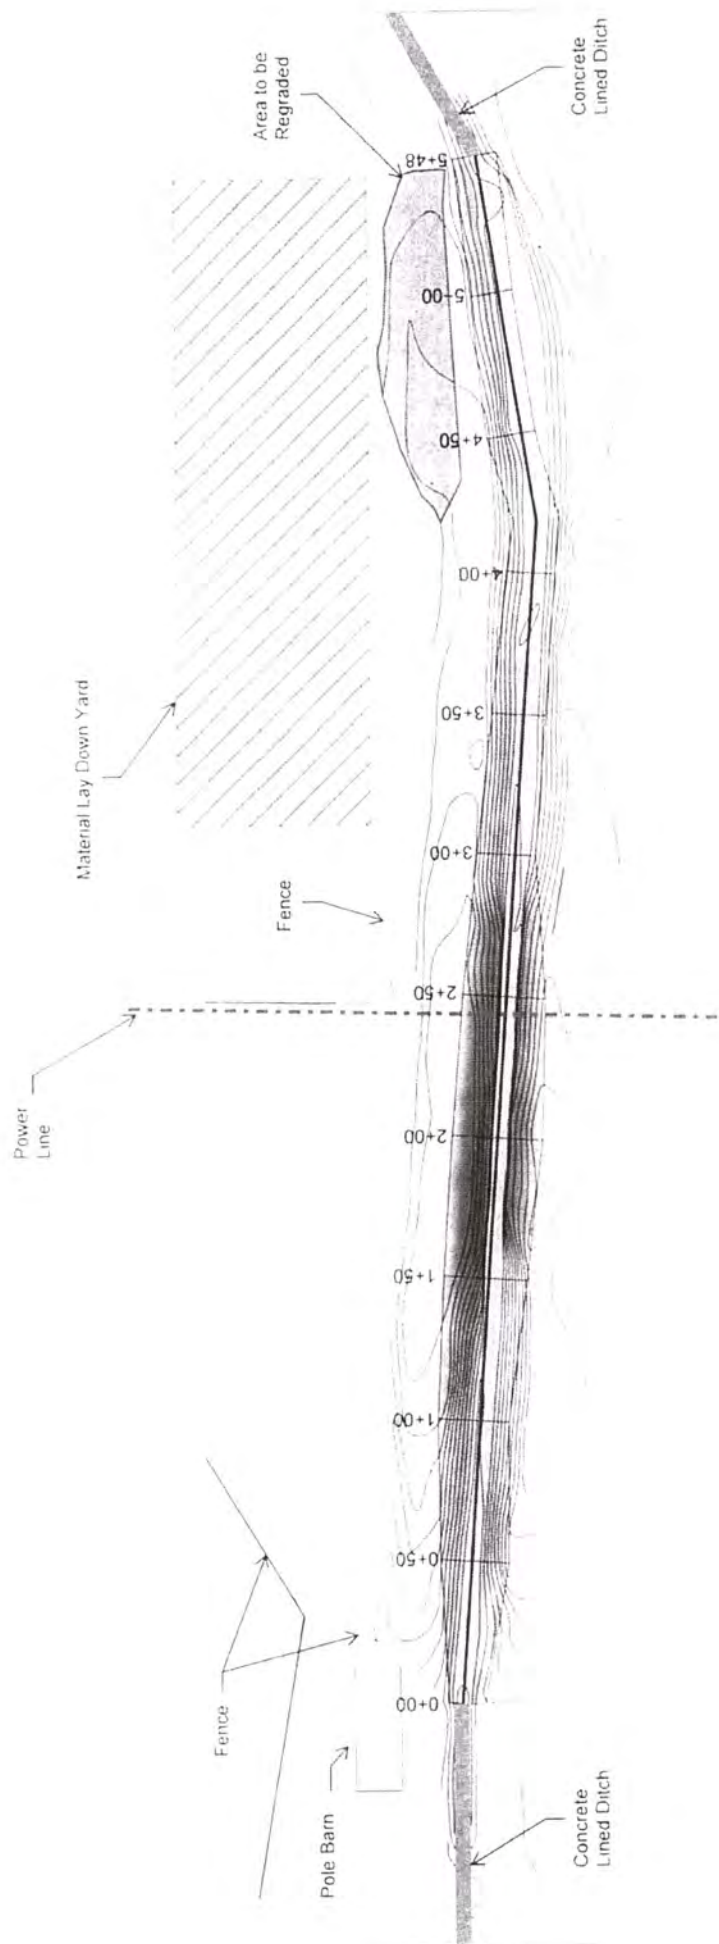 Area to be
Regraded
Concrete
Lined Ditch
Material Lay Down Yard
Fence
Power
Line
Fence
Pole Barn
Concrete
Lined Ditch
0+00
0+50
1+00
1+50
2+00
2+50
3+00
3+50
4+00
4+50
5+00
5+48